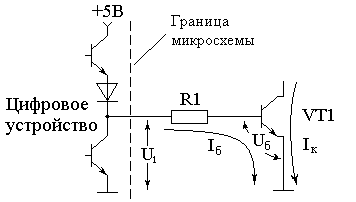 +5В
Граница
микросхемы
R1
VT1
Цифровое
устройство
U1
Iб
Uб
Iк